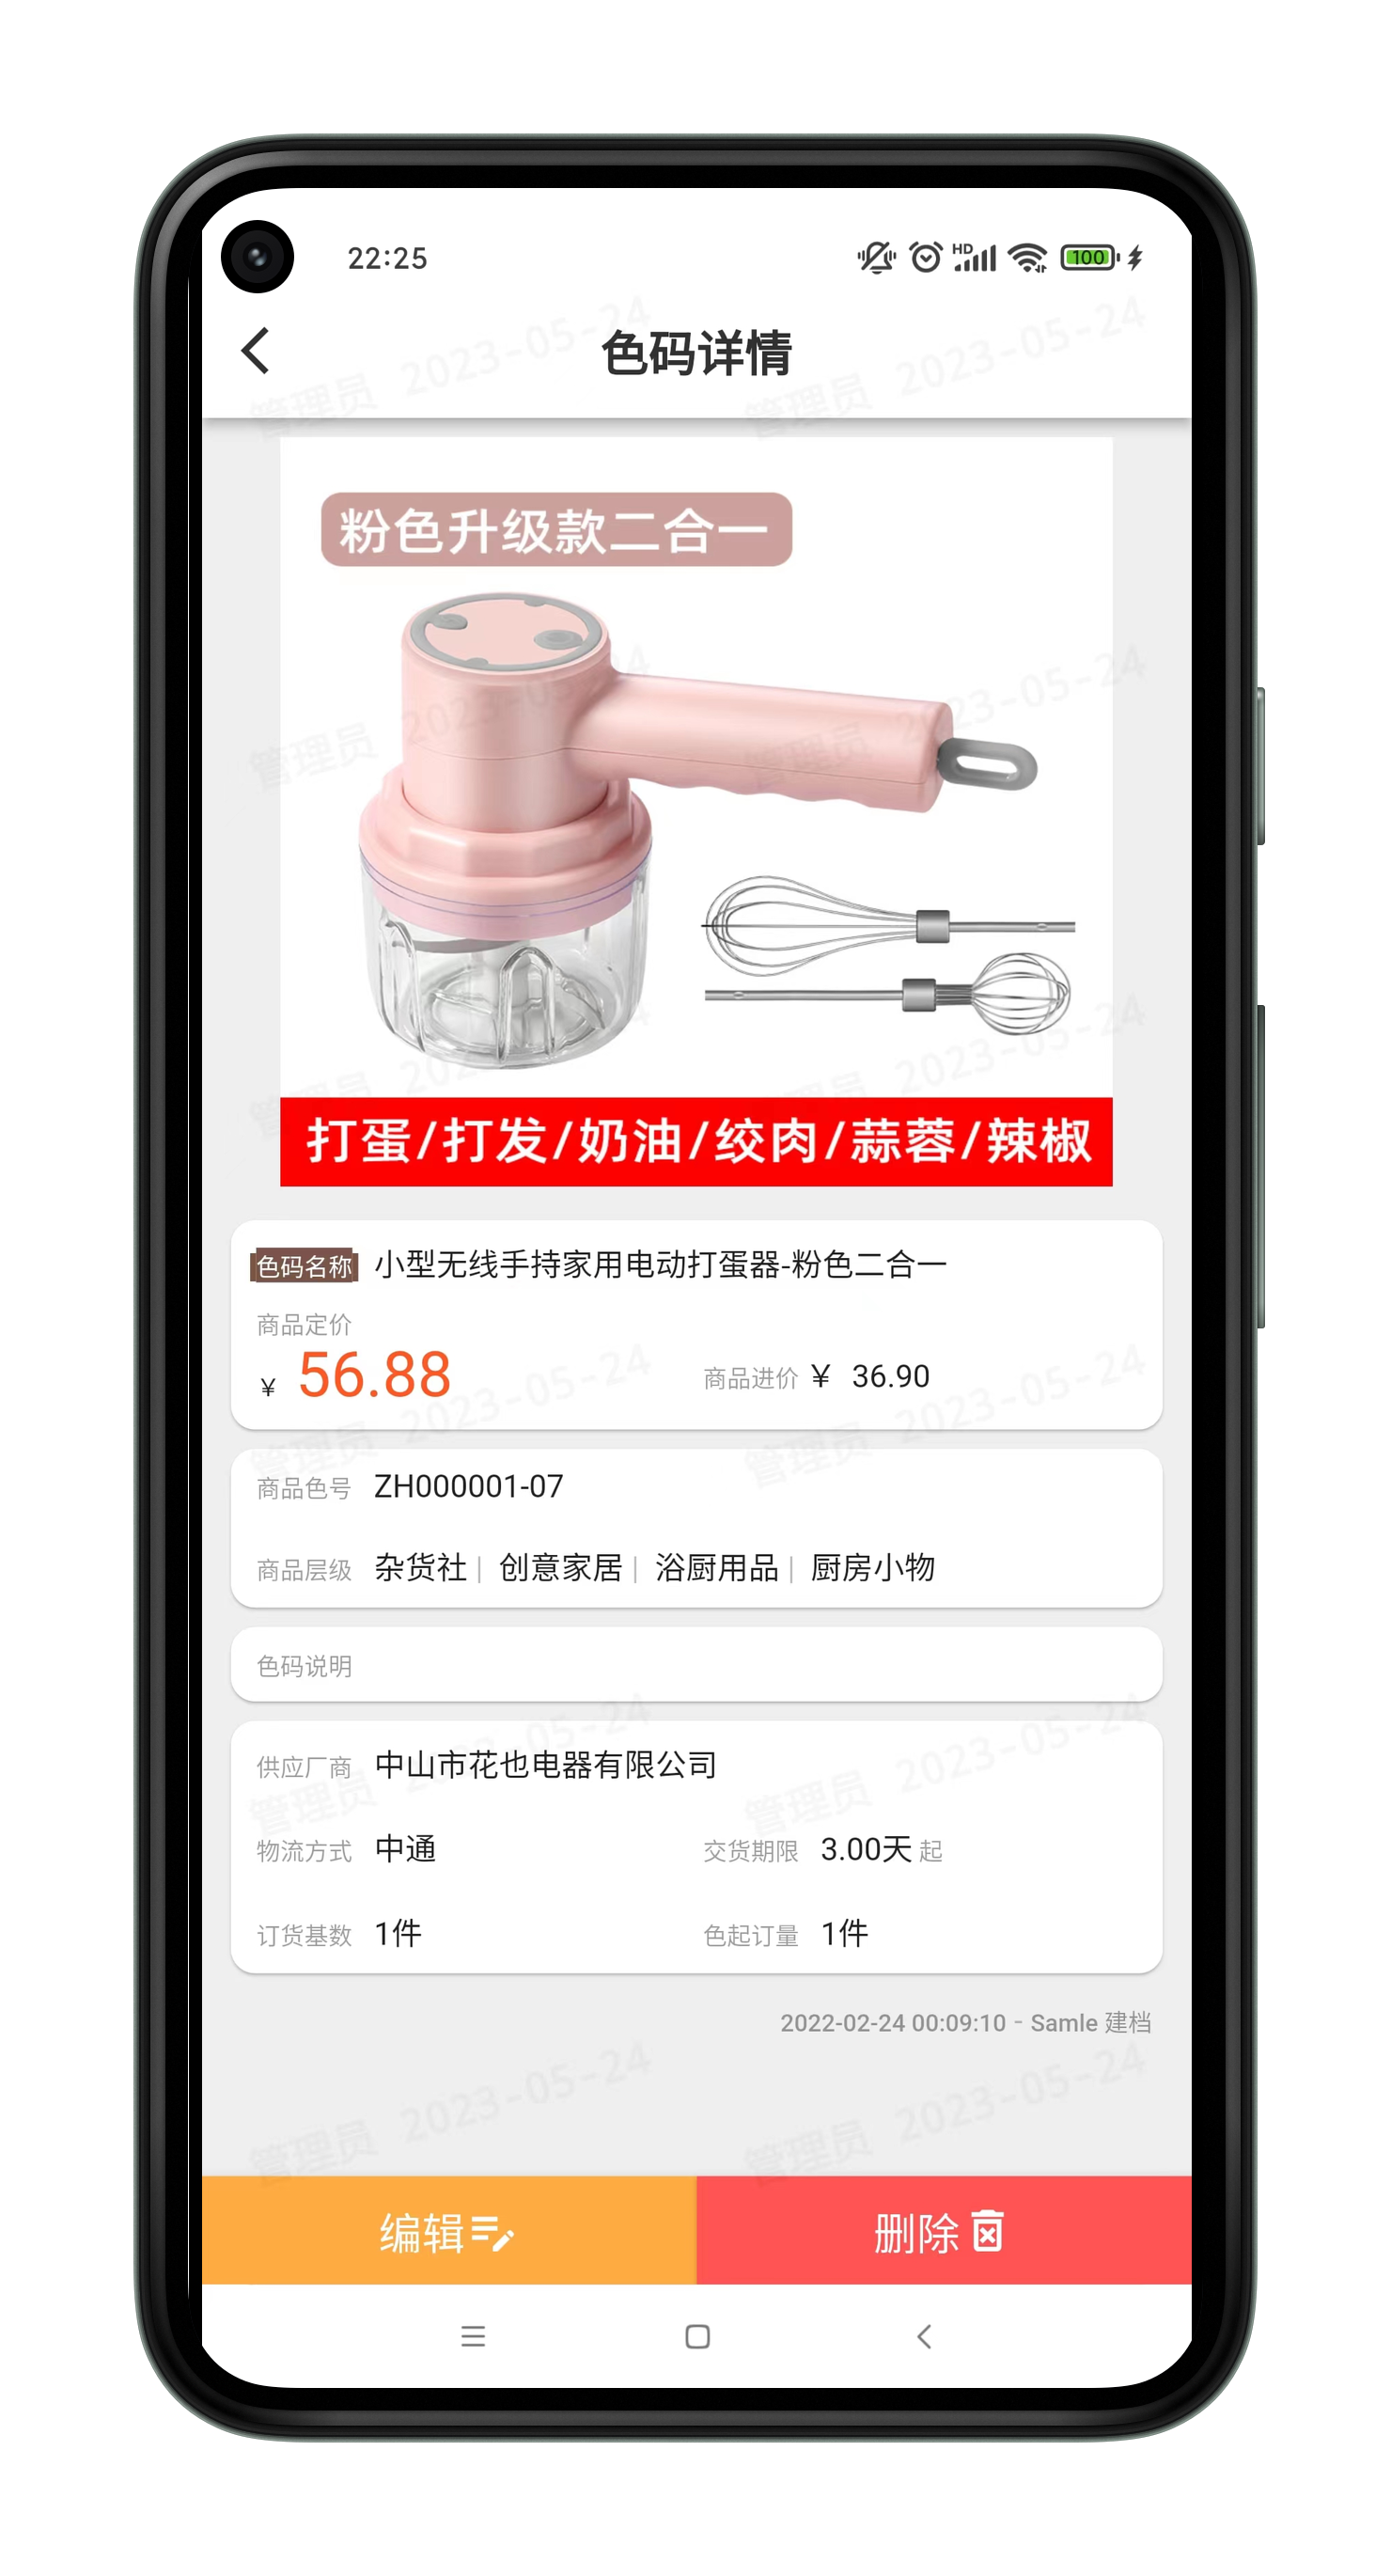 22:25 HD 100
色码详情
粉色升级款二合一
打蛋/打发/奶油/绞肉/蒜蓉/辣椒
色码名称 小型无线手持家用电动打蛋器-粉色二合一
商品定价
¥ 56.88 商品进价 ¥ 36.90
商品色号 ZH000001-07
商品层级 杂货社| 创意家居| 浴厨用品| 厨房小物
色码说明
供应厂商 中山市花也电器有限公司
物流方式 中通 交货期限 3.00天 起
订货基数 1件 色起订量 1件
2022-02-24 00:09:10 - Samle 建档
编辑 删除
管理员 2023-05-24